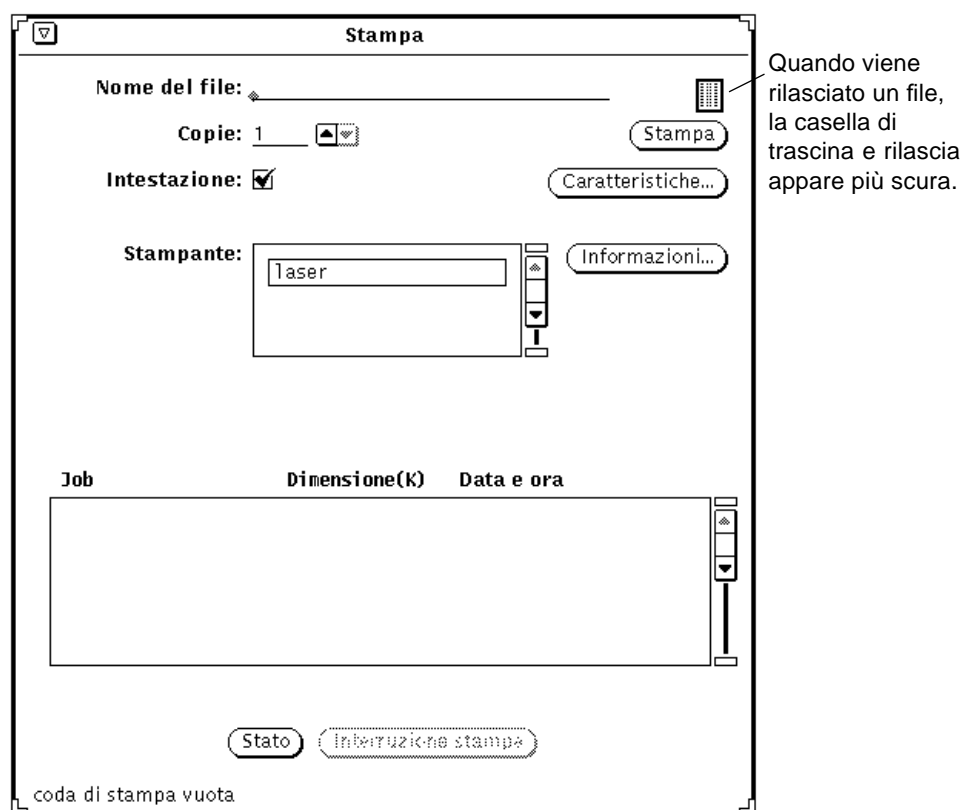 Stampa
Nome del file:
Copie: 1
Stampa
Intestazione:
Caratteristiche...
Stampante:
laser
Informazioni...
Job Dimensione(K) Data e ora
Stato
Interruzione stampa
coda di stampa vuota
Quando viene
rilasciato un file,
la casella di
trascina e rilascia
appare più scura.